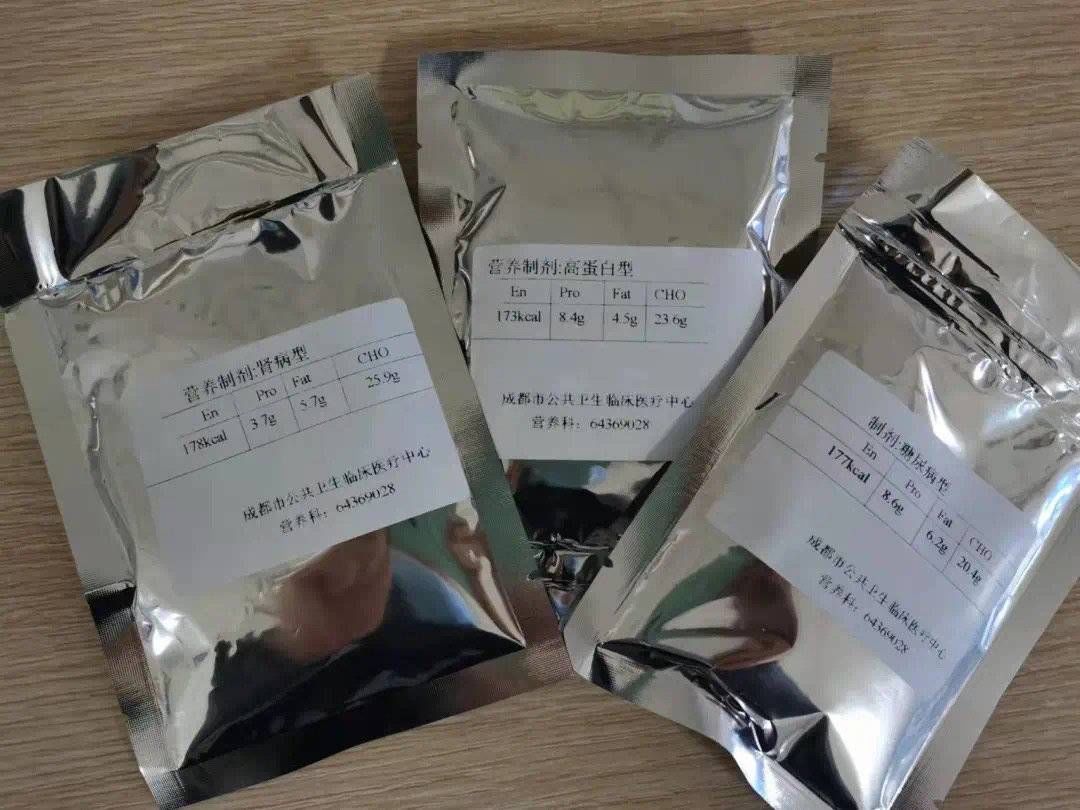 营养制剂:肾病型
En Pro Fat CHO
178kcal 3.7g 5.7g 25.9g
成都市公共卫生临床医疗中心
营养科：64369028
营养制剂:高蛋白型
En Pro Fat CHO
173kcal 8.4g 4.5g 23.6g
成都市公共卫生临床医疗中心
营养科：64369028
制剂:糖尿病型
En Pro Fat CHO
177kcal 8.6g 6.2g 20.4g
成都市公共卫生临床医疗中心
营养科：64369028